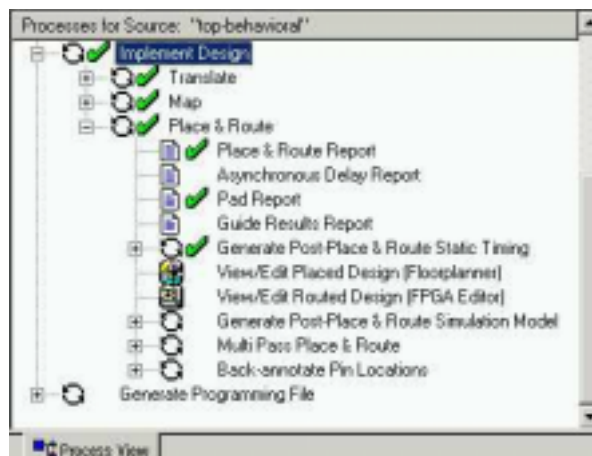 Processes for Source: "top-behavioral"
Implement Design
Translate
Map
Place & Route
Place & Route Report
Asynchronous Delay Report
Pad Report
Guide Results Report
Generate Post-Place & Route Static Timing
View/Edit Placed Design (Floorplanner)
View/Edit Routed Design (FPGA Editor)
Generate Post-Place & Route Simulation Model
Multi Pass Place & Route
Back-annotate Pin Locations
Generate Programming File
Process View